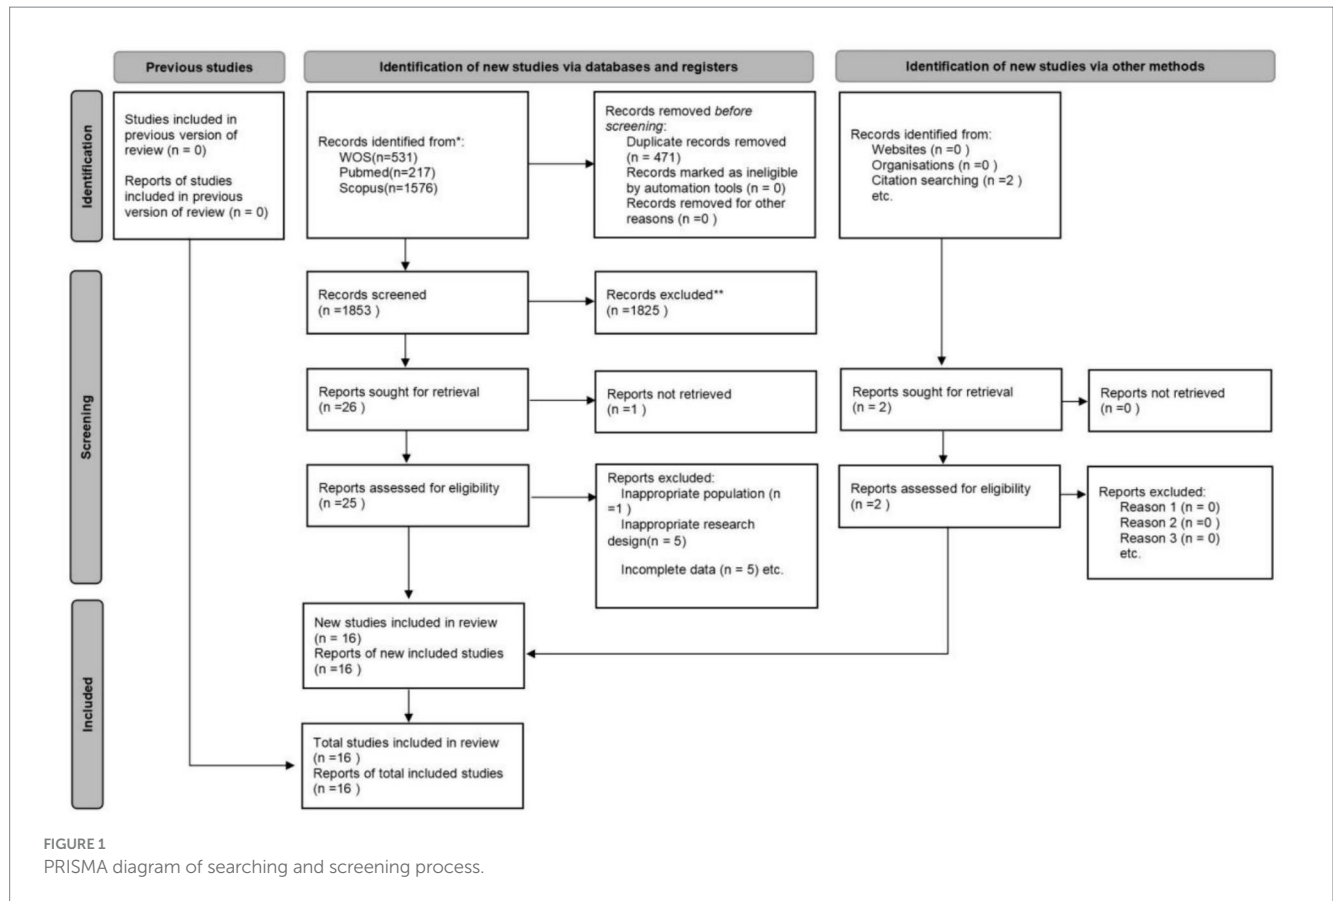 Previous studies
Identification of new studies via databases and registers
Identification of new studies via other methods
Identification
Studies included in
previous version of
review (n = 0)
Reports of studies
included in previous
version of review (n = 0)
Records identified from*:
WOS(n=531)
Pubmed(n=217)
Scopus(n=1576)
Records removed before
screening:
Duplicate records removed
(n = 471)
Records marked as ineligible
by automation tools (n = 0)
Records removed for other
reasons (n =0 )
Records identified from:
Websites (n =0 )
Organisations (n =0 )
Citation searching (n =2 )
etc.
Screening
Records screened
(n =1853 )
Records excluded**
(n =1825 )
Reports sought for retrieval
(n =26 )
Reports not retrieved
(n =1 )
Reports sought for retrieval
(n = 2)
Reports not retrieved
(n =0 )
Reports assessed for eligibility
(n =25 )
Reports excluded:
Inappropriate population (n
=1 )
Inappropriate research
design(n = 5)
Incomplete data (n = 5) etc.
Reports assessed for eligibility
(n =2 )
Reports excluded:
Reason 1 (n = 0)
Reason 2 (n =0 )
Reason 3 (n = 0)
etc.
Included
New studies included in review
(n = 16)
Reports of new included studies
(n =16 )
Total studies included in review
(n =16 )
Reports of total included studies
(n =16 )
FIGURE 1
PRISMA diagram of searching and screening process.